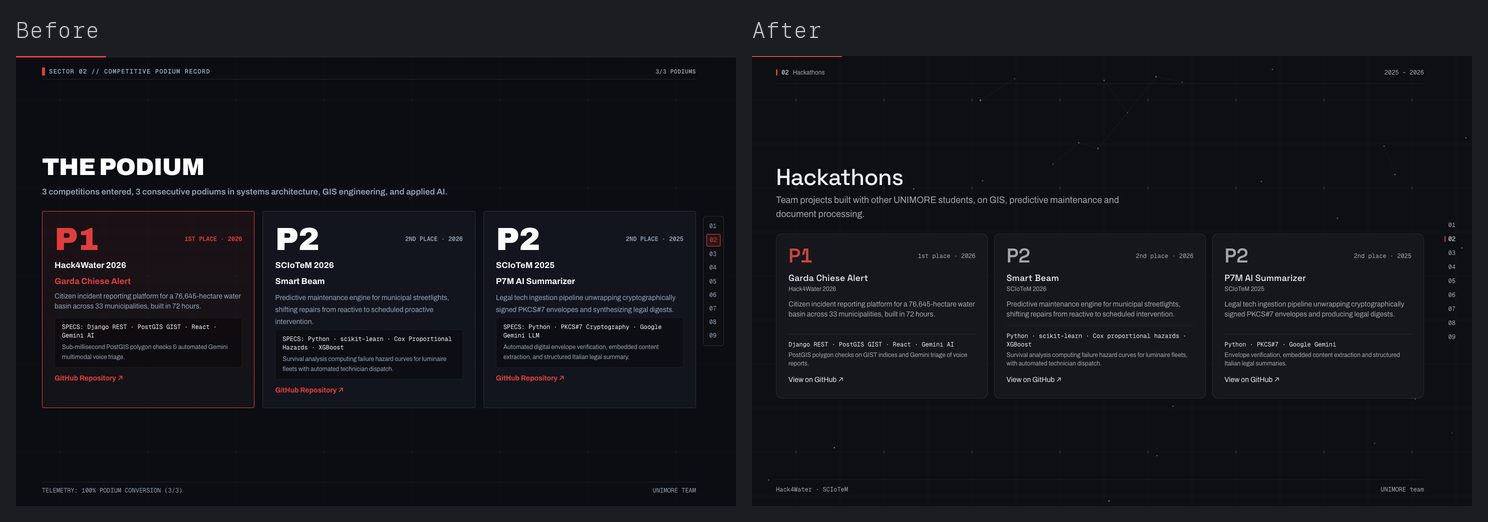 Before
SECTOR 02 // COMPETITIVE PODIUM RECORD
3/3 PODIUMS
THE PODIUM
3 competitions entered, 3 consecutive podiums in systems architecture, GIS engineering, and applied AI.
P1
1ST PLACE · 2026
Hack4Water 2026
Garda Chiese Alert
Citizen incident reporting platform for a 76,645-hectare water
basin across 33 municipalities, built in 72 hours.
SPECS: Django REST · PostGIS GIST · React ·
Gemini AI
Sub-millisecond PostGIS polygon checks & automated Gemini
multimodal voice triage.
GitHub Repository ↗
P2
2ND PLACE · 2026
SCIoTeM 2026
Smart Beam
Predictive maintenance engine for municipal streetlights,
shifting repairs from reactive to scheduled proactive
intervention.
SPECS: Python · scikit-learn · Cox Proportional
Hazards · XGBoost
Survival analysis computing failure hazard curves for luminaire
fleets with automated technician dispatch.
GitHub Repository ↗
P2
2ND PLACE · 2025
SCIoTeM 2025
P7M AI Summarizer
Legal tech ingestion pipeline unwrapping cryptographically
signed PKCS#7 envelopes and synthesizing legal digests.
SPECS: Python · PKCS#7 Cryptography · Google
Gemini LLM
Automated digital envelope verification, embedded content
extraction, and structured Italian legal summary.
GitHub Repository ↗
01
02
03
04
05
06
07
08
09
TELEMETRY: 100% PODIUM CONVERSION (3/3)
UNIMORE TEAM
After
02 Hackathons
2025 – 2026
Hackathons
Team projects built with other UNIMORE students, on GIS, predictive maintenance and
document processing.
P1
1st place · 2026
Garda Chiese Alert
Hack4Water 2026
Citizen incident reporting platform for a 76,645-hectare water
basin across 33 municipalities, built in 72 hours.
Django REST · PostGIS GIST · React · Gemini AI
PostGIS polygon checks on GIST indices and Gemini triage of voice
reports.
View on GitHub ↗
P2
2nd place · 2026
Smart Beam
SCIoTeM 2026
Predictive maintenance engine for municipal streetlights,
shifting repairs from reactive to scheduled proactive
intervention.
Python · scikit-learn · Cox proportional hazards ·
XGBoost
Survival analysis computing failure hazard curves for luminaire fleets,
with automated technician dispatch.
View on GitHub ↗
P2
2nd place · 2025
P7M AI Summarizer
SCIoTeM 2025
Legal tech ingestion pipeline unwrapping cryptographically
signed PKCS#7 envelopes and producing legal digests.
Python · PKCS#7 · Google Gemini
Envelope verification, embedded content extraction and structured
Italian legal summaries.
View on GitHub ↗
01
02
03
04
05
06
07
08
09
Hack4Water · SCIoTeM
UNIMORE team